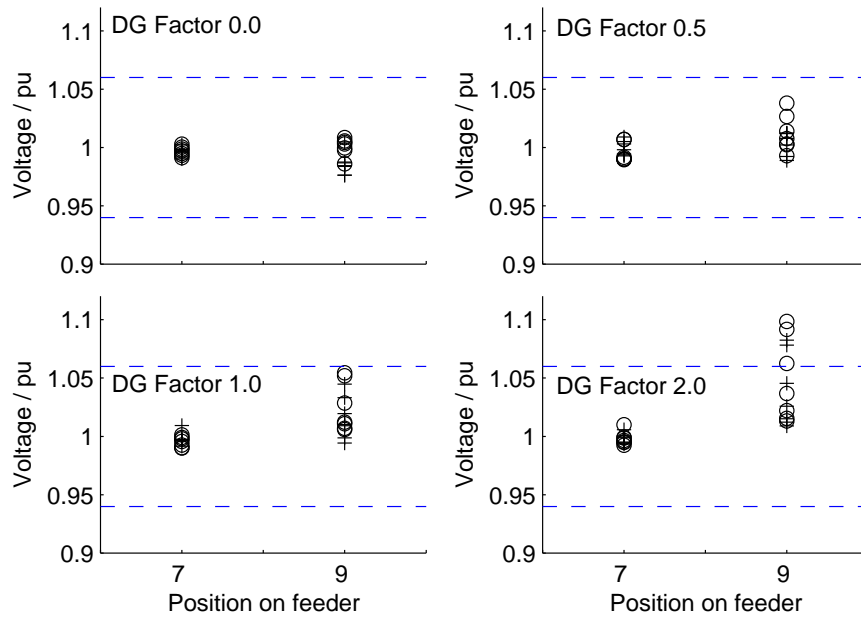 1.1
DG Factor 0.0
1.05
1
0.95
0.9
Voltage / pu
1.1
DG Factor 0.5
1.05
1
0.95
0.9
Voltage / pu
1.1
DG Factor 1.0
1.05
1
0.95
0.9
Voltage / pu
7
9
Position on feeder
1.1
DG Factor 2.0
1.05
1
0.95
0.9
Voltage / pu
7
9
Position on feeder